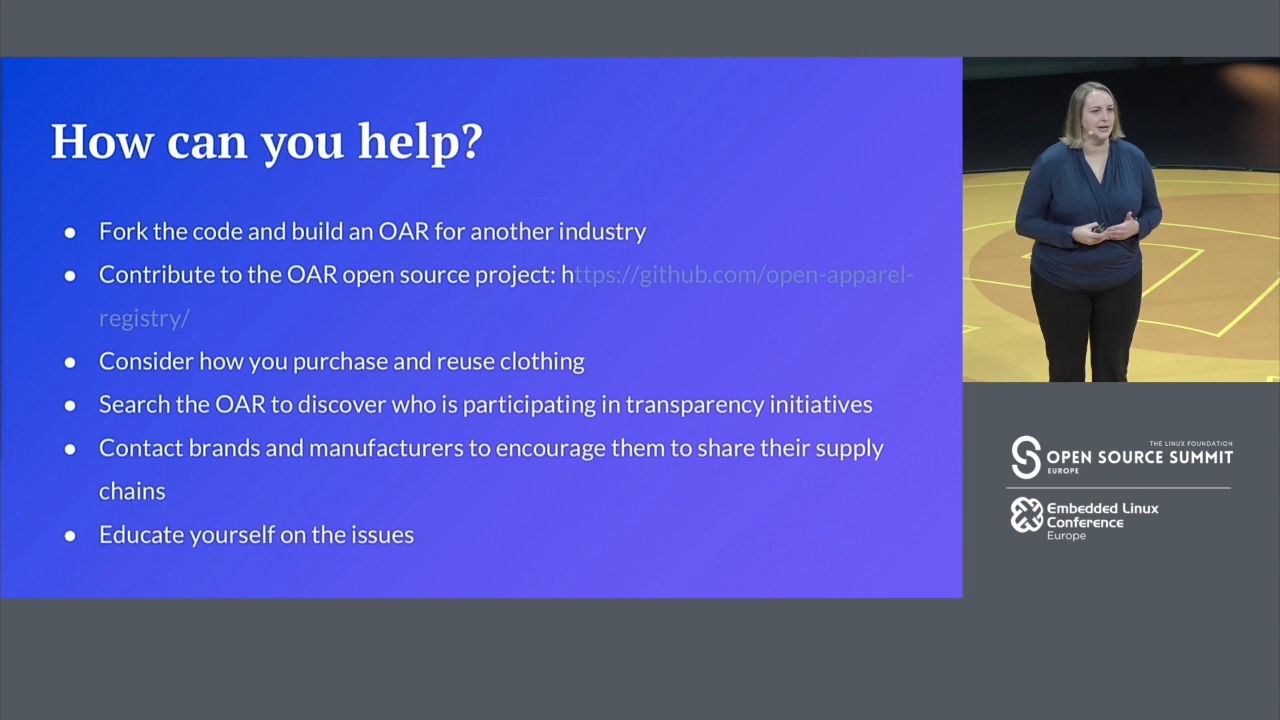 How can you help?
● Fork the code and build an OAR for another industry
● Contribute to the OAR open source project: https://github.com/open-apparel-
registry/
● Consider how you purchase and reuse clothing
● Search the OAR to discover who is participating in transparency initiatives
● Contact brands and manufacturers to encourage them to share their supply
chains
● Educate yourself on the issues
THE LINUX FOUNDATION
OPEN SOURCE SUMMIT
EUROPE
Embedded Linux
Conference
Europe